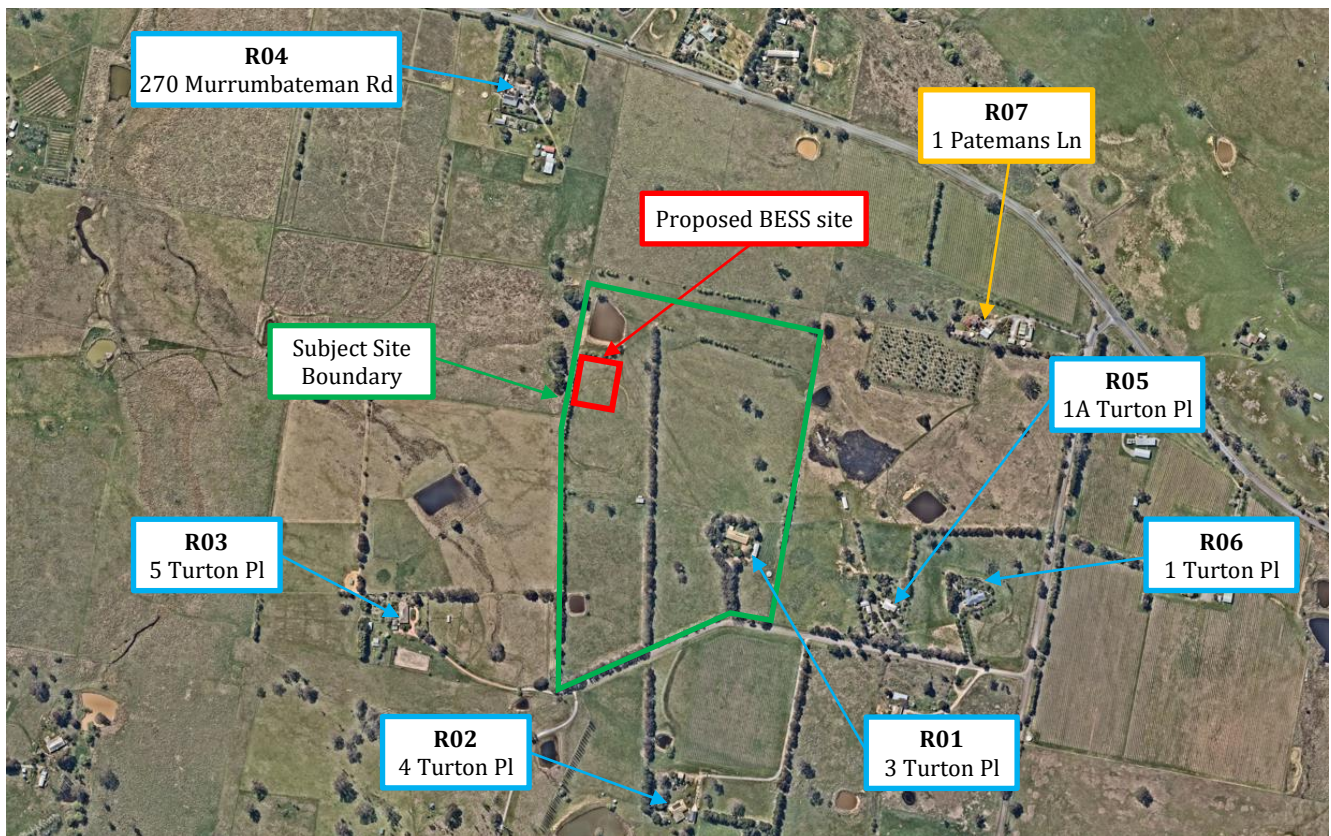 R04
270 Murrumbateman Rd
R07
1 Patemans Ln
Proposed BESS site
Subject Site
Boundary
R05
1A Turton Pl
R03
5 Turton Pl
R06
1 Turton Pl
R02
4 Turton Pl
R01
3 Turton Pl